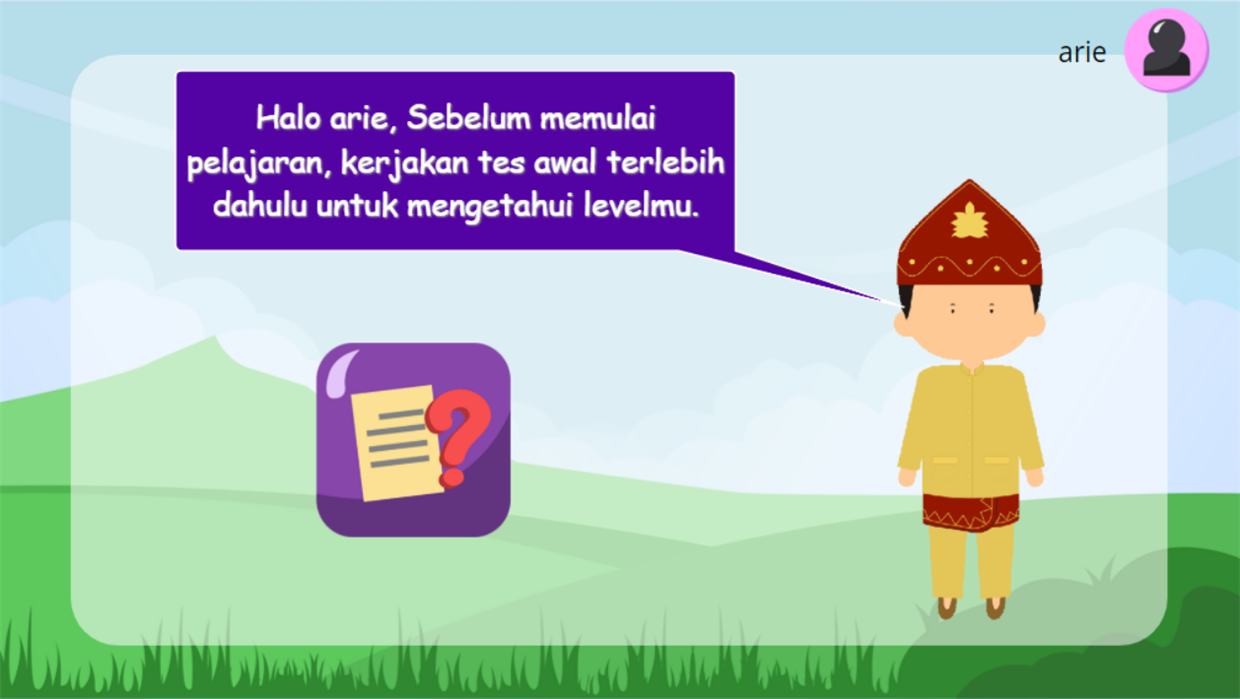 arie
Halo arie, Sebelum memulai
pelajaran, kerjakan tes awal terlebih
dahulu untuk mengetahui levelmu.
?